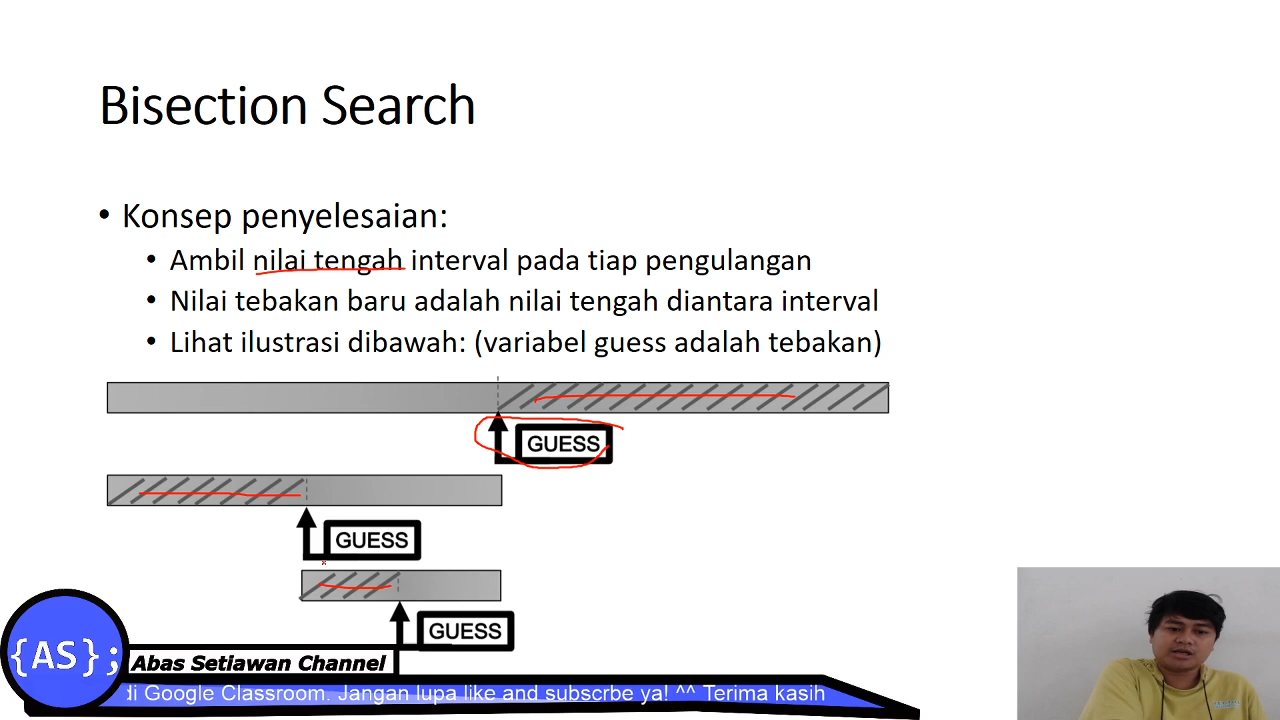 Bisection Search
• Konsep penyelesaian:
• Ambil nilai tengah interval pada tiap pengulangan
• Nilai tebakan baru adalah nilai tengah diantara interval
• Lihat ilustrasi dibawah: (variabel guess adalah tebakan)
GUESS
GUESS
GUESS
{AS};
Abas Setiawan Channel
di Google Classroom. Jangan lupa like and subscrbe ya! ^^ Terima kasih